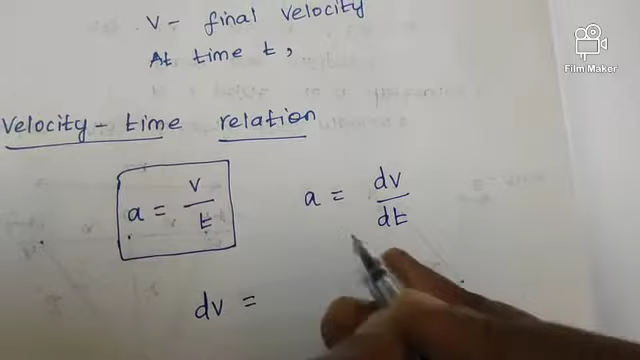 v - final velocity
At time t,
Film Maker
Velocity - time relation
a = v/t
a = dv/dt
dv =